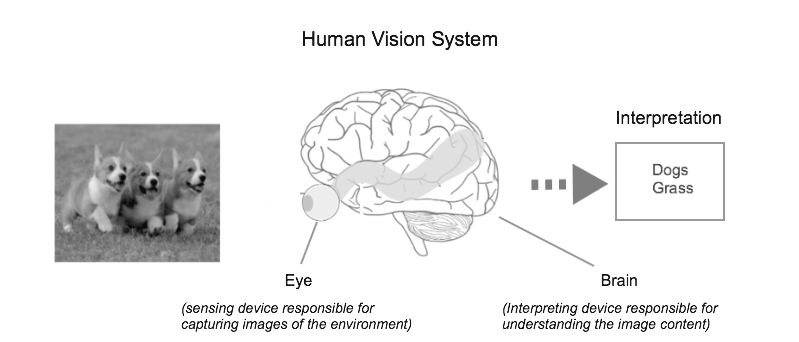 Human Vision System
Interpretation
Dogs
Grass
Eye
(sensing device responsible for
capturing images of the environment)
Brain
(Interpreting device responsible for
understanding the image content)